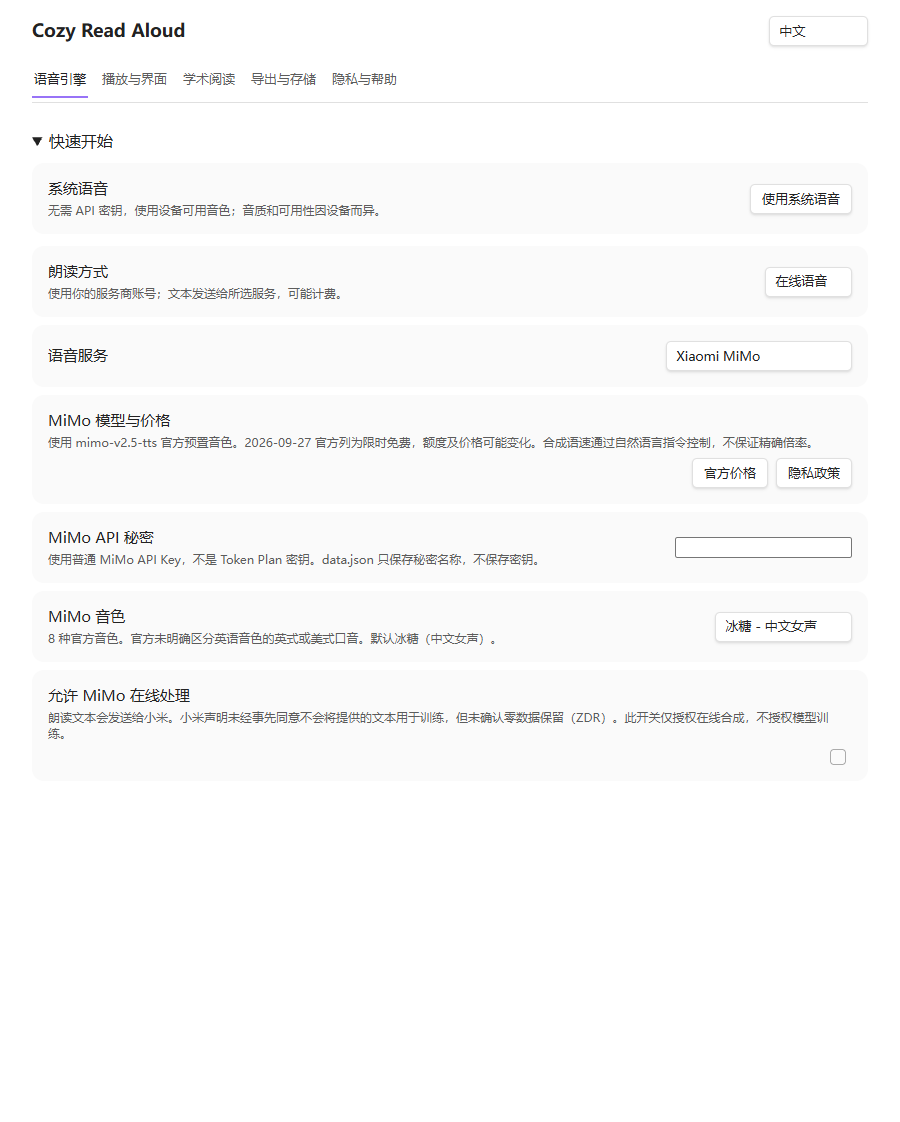 Cozy Read Aloud
中文
语音引擎 播放与界面 学术阅读 导出与存储 隐私与帮助
快速开始
系统语音
无需 API 密钥，使用设备可用音色；音质和可用性因设备而异。
使用系统语音
朗读方式
使用你的服务商账号；文本发送给所选服务，可能计费。
在线语音
语音服务
Xiaomi MiMo
MiMo 模型与价格
使用 mimo-v2.5-tts 官方预置音色。2026-09-27 官方列为限时免费，额度及价格可能变化。合成语速通过自然语言指令控制，不保证精确倍率。
官方价格 隐私政策
MiMo API 秘密
使用普通 MiMo API Key，不是 Token Plan 密钥。data.json 只保存秘密名称，不保存密钥。
MiMo 音色
8 种官方音色。官方未明确区分英语音色的英式或美式口音。默认冰糖（中文女声）。
冰糖 - 中文女声
允许 MiMo 在线处理
朗读文本会发送给小米。小米声明未经事先同意不会将提供的文本用于训练，但未确认零数据保留（ZDR）。此开关仅授权在线合成，不授权模型训
练。